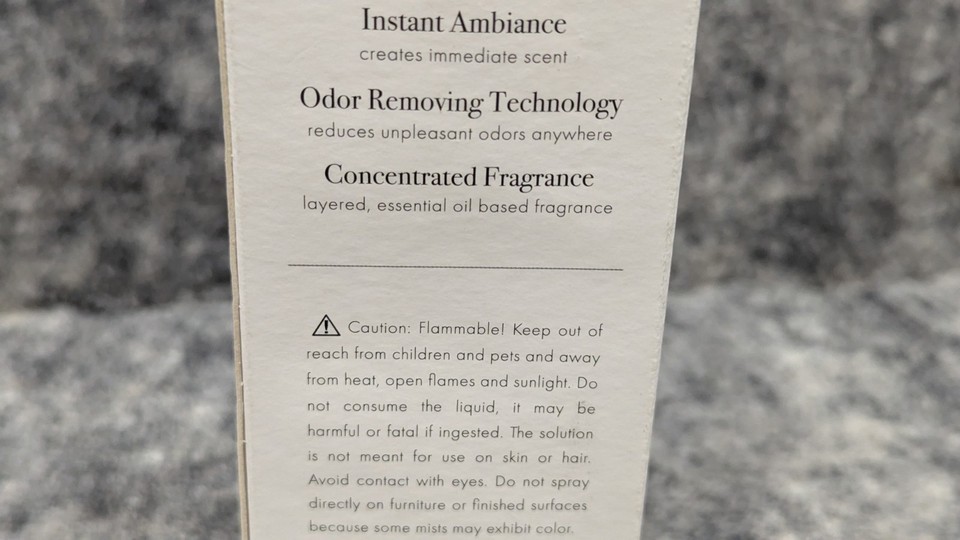 Instant Ambiance
creates immediate scent
Odor Removing Technology
reduces unpleasant odors anywhere
Concentrated Fragrance
layered, essential oil based fragrance
Caution: Flammable! Keep out of
reach from children and pets and away
from heat, open flames and sunlight. Do
not consume the liquid, it may be
harmful or fatal if ingested. The solution
is not meant for use on skin or hair.
Avoid contact with eyes. Do not spray
directly on furniture or finished surfaces
because some mists may exhibit color.